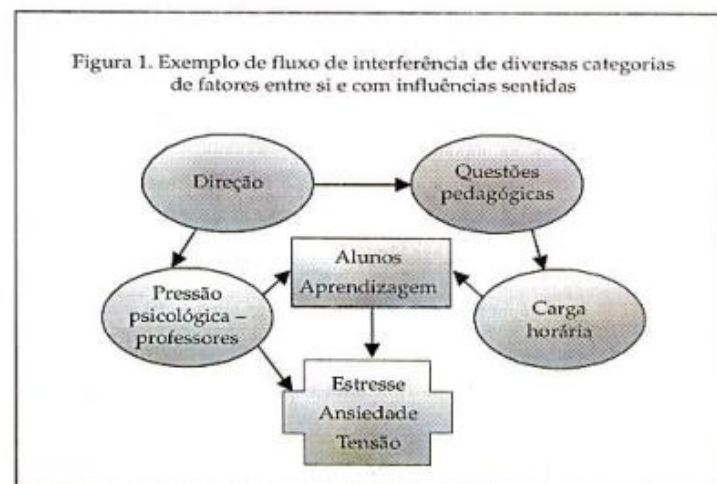 Figura 1. Exemplo de fluxo de interferência de diversas categorias
de fatores entre si e com influências sentidas
Direção
Questões
pedagógicas
Alunos
Aprendizagem
Pressão
psicológica –
professores
Carga
horária
Estresse
Ansiedade
Tensão